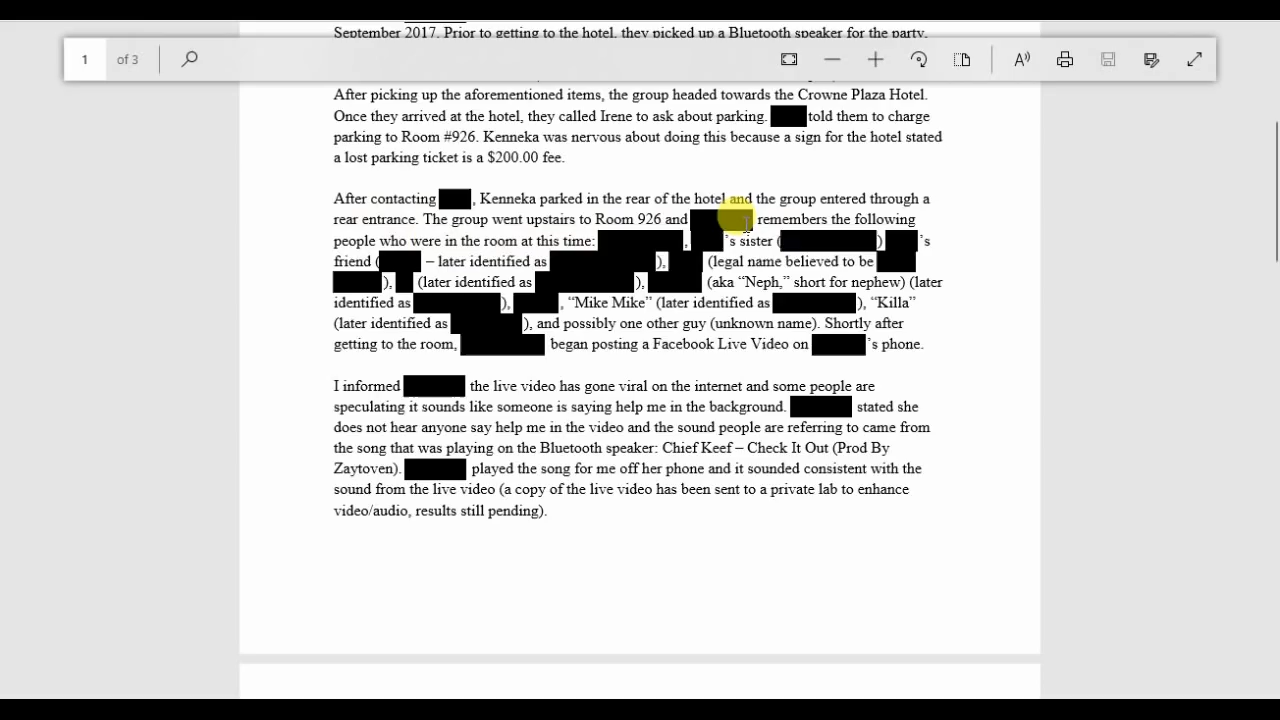 September 2017. Prior to getting to the hotel, they picked up a Bluetooth speaker for the party.
1 of 3
After picking up the aforementioned items, the group headed towards the Crowne Plaza Hotel.
Once they arrived at the hotel, they called Irene to ask about parking. told them to charge
parking to Room #926. Kenneka was nervous about doing this because a sign for the hotel stated
a lost parking ticket is a $200.00 fee.
After contacting , Kenneka parked in the rear of the hotel and the group entered through a
rear entrance. The group went upstairs to Room 926 and remembers the following
people who were in the room at this time: , 's sister ( ) 's
friend ( – later identified as ), (legal name believed to be
), (later identified as ), (aka “Neph,” short for nephew) (later
identified as ), , “Mike Mike” (later identified as ), “Killa”
(later identified as ), and possibly one other guy (unknown name). Shortly after
getting to the room, began posting a Facebook Live Video on 's phone.
I informed the live video has gone viral on the internet and some people are
speculating it sounds like someone is saying help me in the background. stated she
does not hear anyone say help me in the video and the sound people are referring to came from
the song that was playing on the Bluetooth speaker: Chief Keef – Check It Out (Prod By
Zaytoven). played the song for me off her phone and it sounded consistent with the
sound from the live video (a copy of the live video has been sent to a private lab to enhance
video/audio, results still pending).